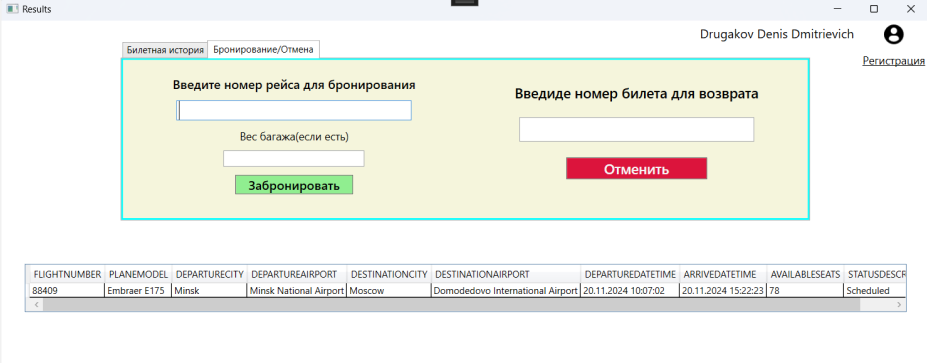 Results
Drugakov Denis Dmitrievich
Регистрация
Билетная история Бронирование/Отмена
Введите номер рейса для бронирования
Вес багажа(если есть)
Забронировать
Введиде номер билета для возврата
Отменить
FLIGHTNUMBER PLANEMODEL DEPARTURECITY DEPARTUREAIRPORT DESTINATIONCITY DESTINATIONAIRPORT DEPARTUREDATETIME ARRIVEDATETIME AVAILABLESEATS STATUSDESCR
88409 Embraer E175 Minsk Minsk National Airport Moscow Domodedovo International Airport 20.11.2024 10:07:02 20.11.2024 15:22:23 78 Scheduled